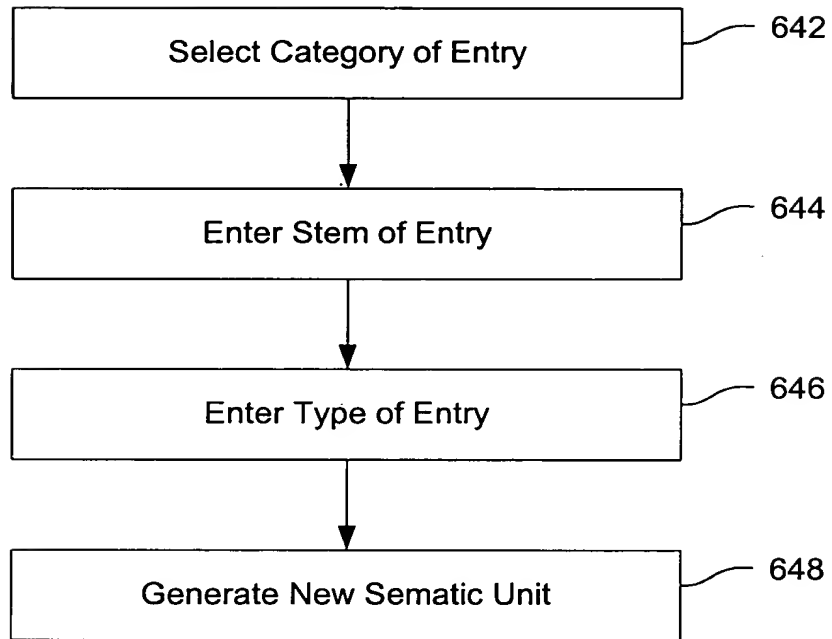 Select Category of Entry
642
Enter Stem of Entry
644
Enter Type of Entry
646
Generate New Sematic Unit
648